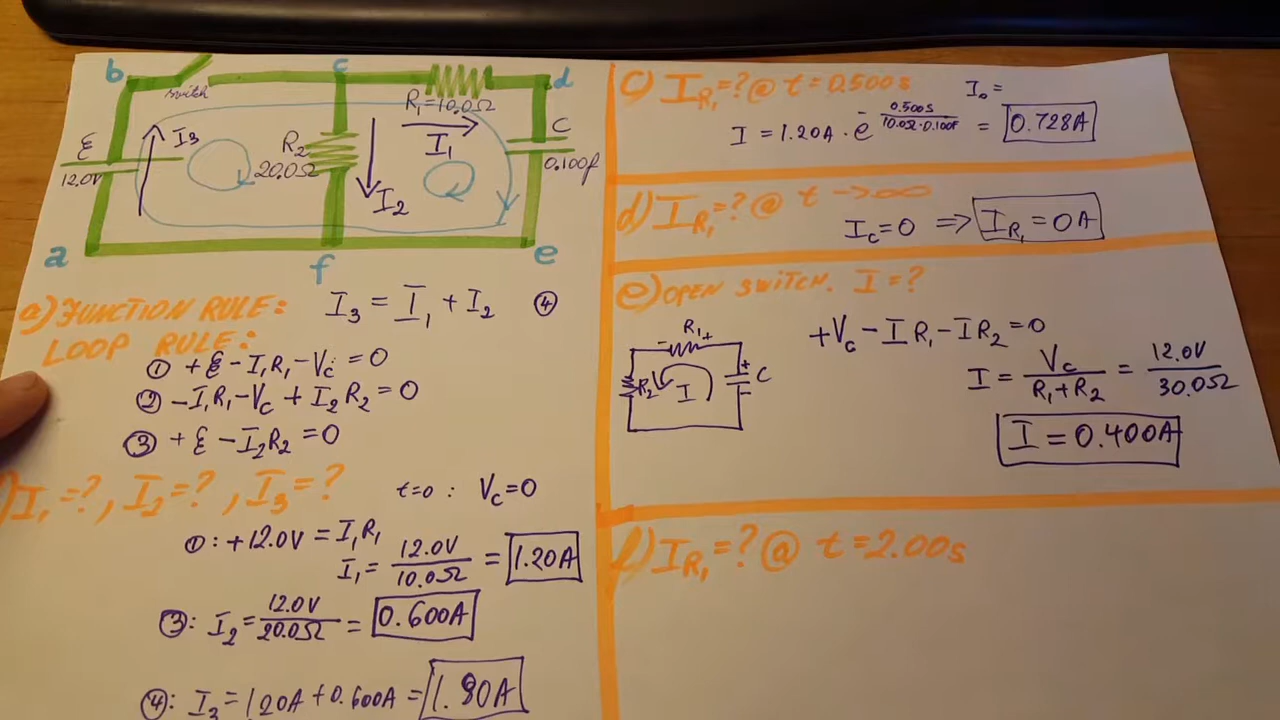 b
switch
c
d
R₁=10.0Ω
I₃
ε
12.0V
R₂
20.0Ω
I₁
I₂
C
0.100f
a
f
e
a) FUNCTION RULE: I₃ = I₁ + I₂ ④
LOOP RULE:
① +ε - I₁R₁ - Vc = 0
② -I₁R₁ - Vc + I₂R₂ = 0
③ +ε - I₂R₂ = 0
) I₁=?, I₂=?, I₃=?
t=0 : Vc=0
①: +12.0V = I₁R₁
I₁ = 12.0V / 10.0Ω = 1.20A
③: I₂ = 12.0V / 20.0Ω = 0.600A
④: I₃ = 1.20A + 0.600A = 1.80A
c) I_R₁ = ? @ t = 0.500s
I₀ =
I = 1.20A · e^(-0.500s / 10.0Ω·0.100F) = 0.728A
d) I_R₁ = ? @ t → ∞
Ic = 0 ⇒ I_R₁ = 0A
e) OPEN SWITCH. I = ?
R₁
- +
R₂
I
+
-
C
+Vc - IR₁ - IR₂ = 0
I = Vc / R₁+R₂ = 12.0V / 30.0Ω
I = 0.400A
f) I_R₁ = ? @ t = 2.00s